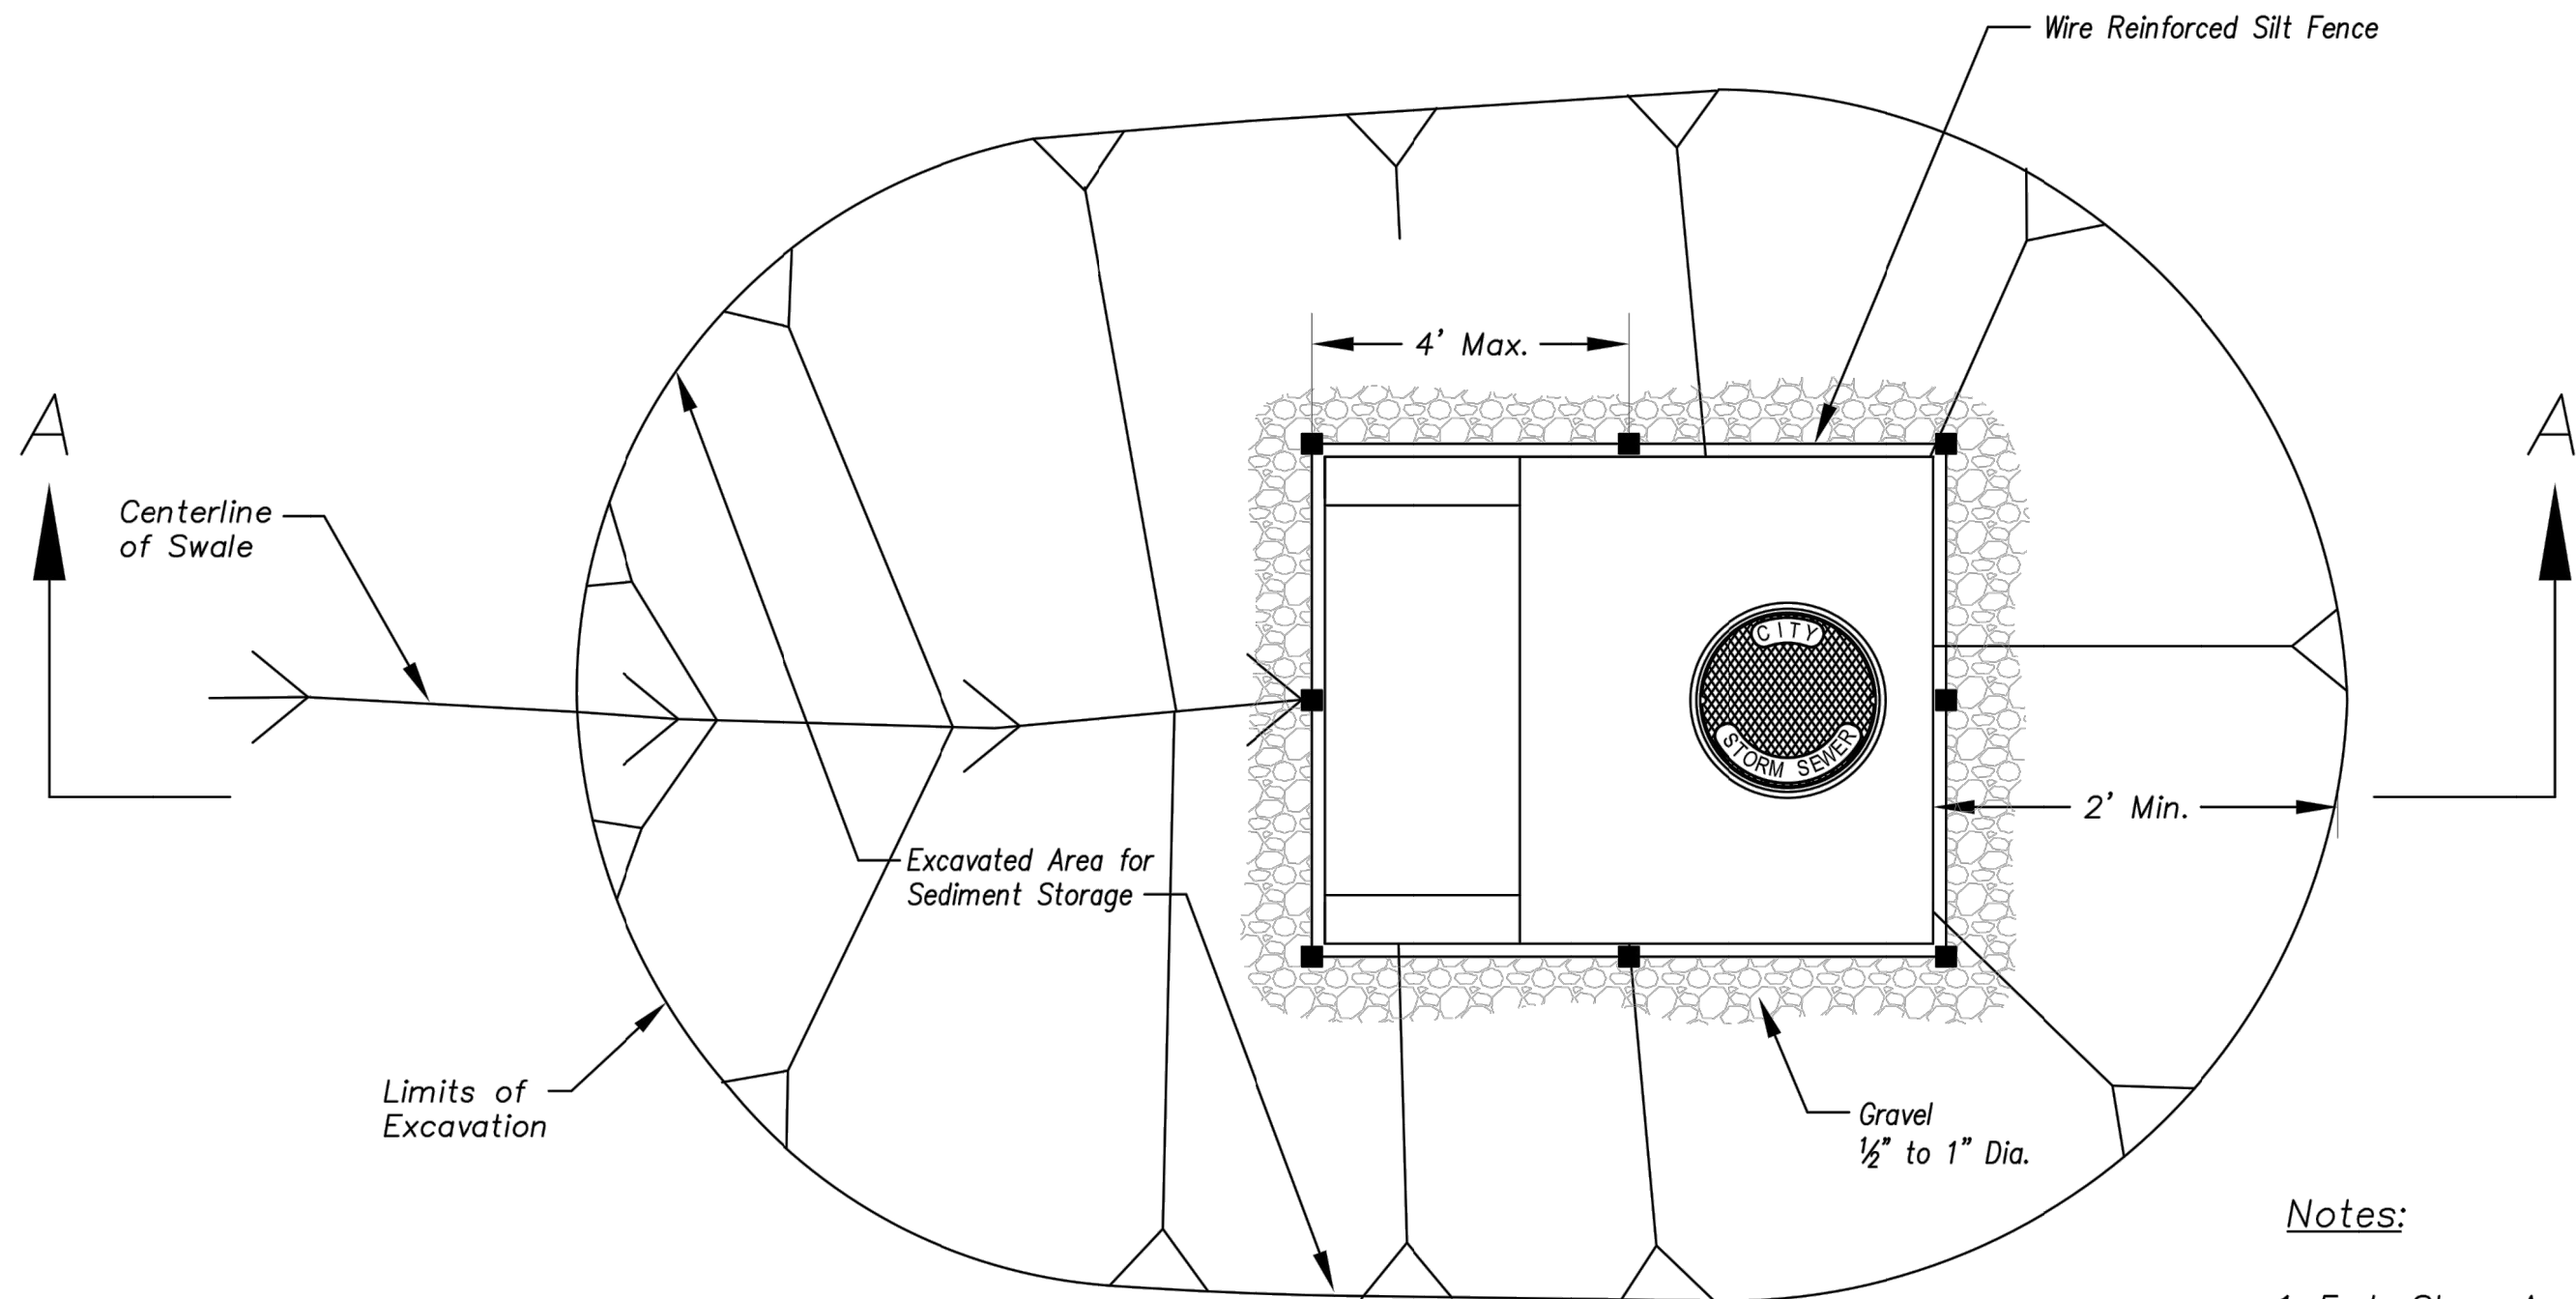 Wire Reinforced Silt Fence
4' Max.
A
A
Centerline
of Swale
CITY
STORM SEWER
2' Min.
Excavated Area for
Sediment Storage
Limits of
Excavation
Gravel
½" to 1" Dia.
Notes: